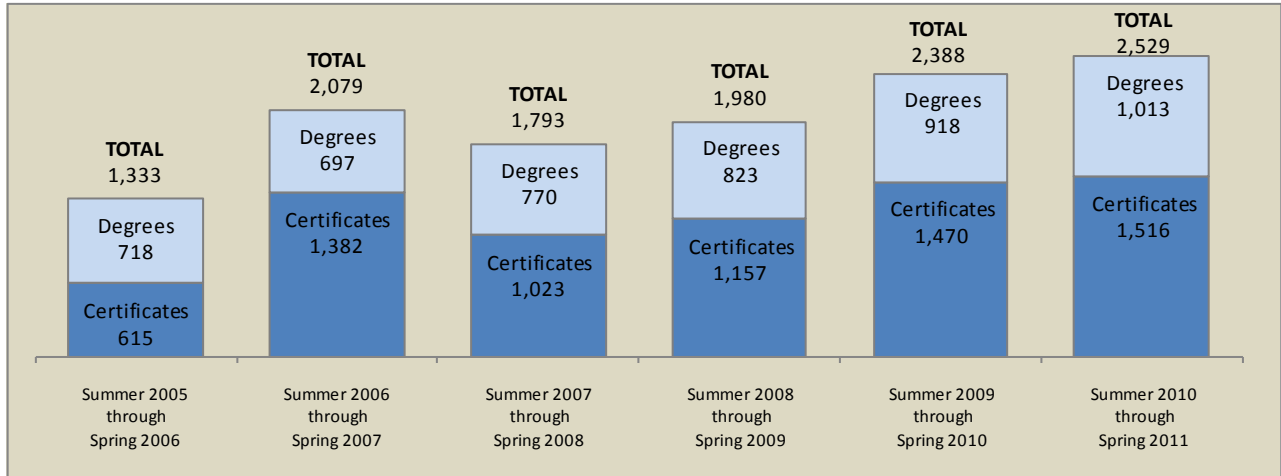 TOTAL
1,333
Degrees
718
Certificates
615
Summer 2005
through
Spring 2006
TOTAL
2,079
Degrees
697
Certificates
1,382
Summer 2006
through
Spring 2007
TOTAL
1,793
Degrees
770
Certificates
1,023
Summer 2007
through
Spring 2008
TOTAL
1,980
Degrees
823
Certificates
1,157
Summer 2008
through
Spring 2009
TOTAL
2,388
Degrees
918
Certificates
1,470
Summer 2009
through
Spring 2010
TOTAL
2,529
Degrees
1,013
Certificates
1,516
Summer 2010
through
Spring 2011